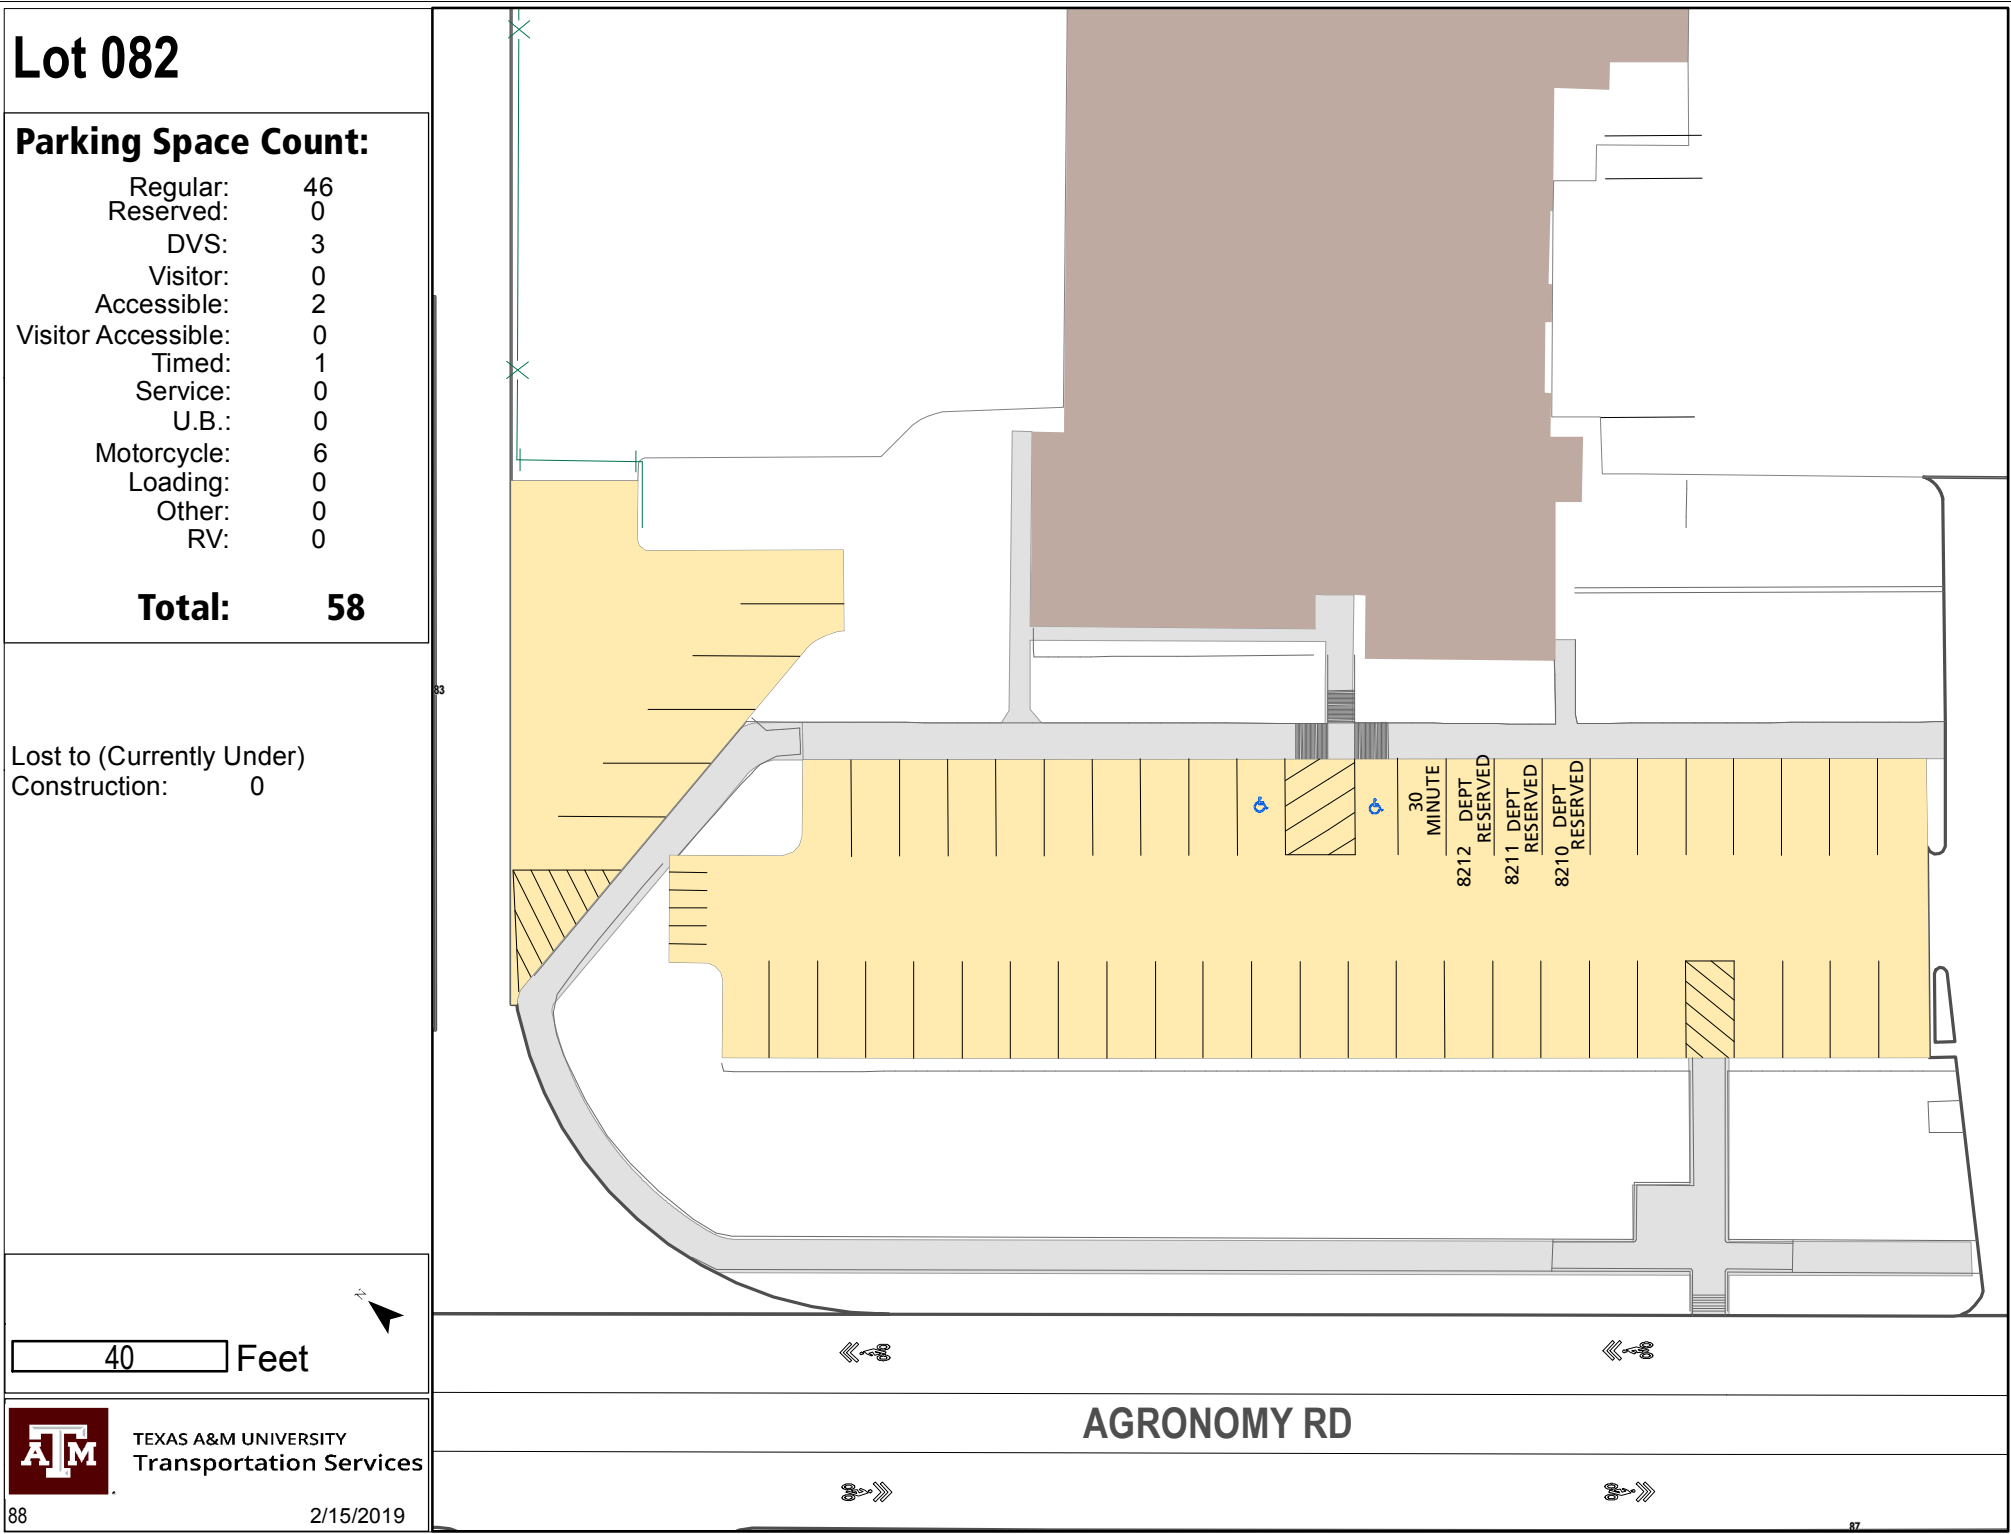 Lot 082
Parking Space Count:
Regular: 46
Reserved: 0
DVS: 3
Visitor: 0
Accessible: 2
Visitor Accessible: 0
Timed: 1
Service: 0
U.B.: 0
Motorcycle: 6
Loading: 0
Other: 0
RV: 0
Total: 58
Lost to (Currently Under)
Construction: 0
N
40 Feet
ATM
TEXAS A&M UNIVERSITY
Transportation Services
88 2/15/2019
83
30
MINUTE
8212 DEPT
RESERVED
8211 DEPT
RESERVED
8210 DEPT
RESERVED
AGRONOMY RD
87